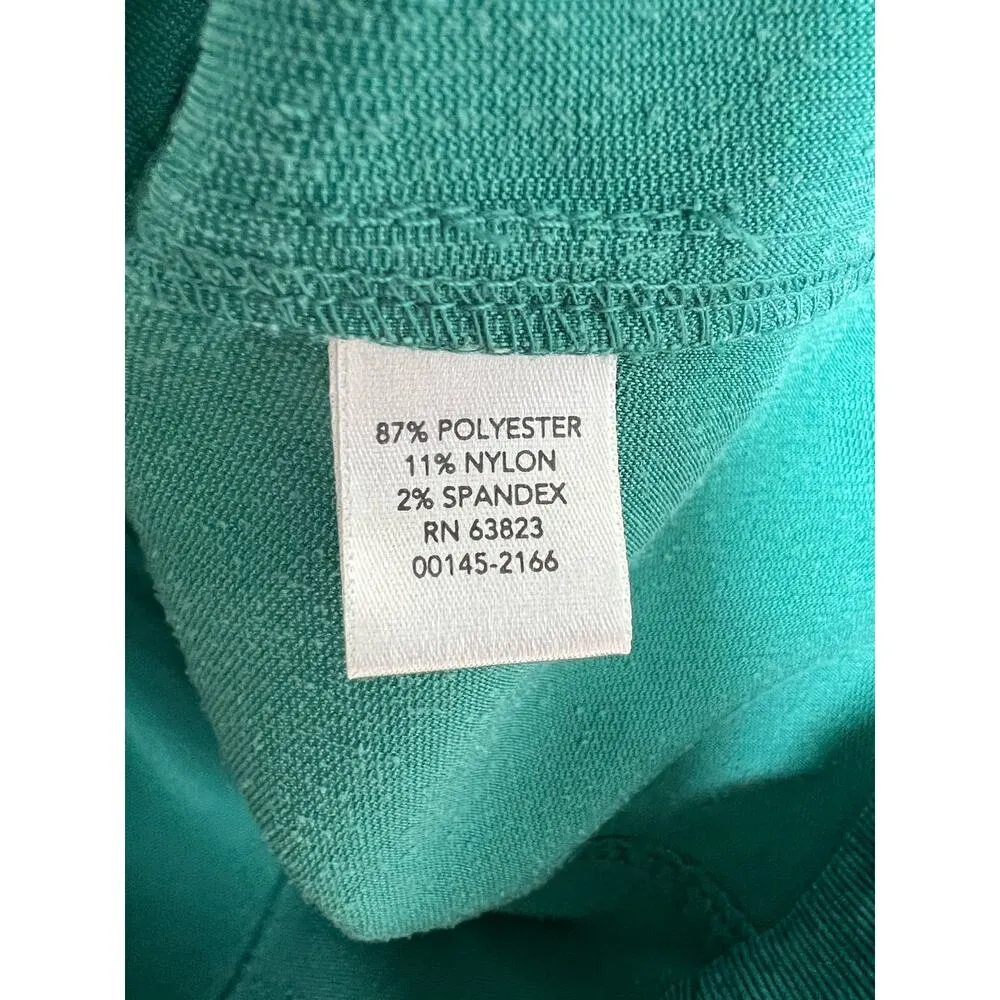 87% POLYESTER
11% NYLON
2% SPANDEX
RN 63823
00145-2166